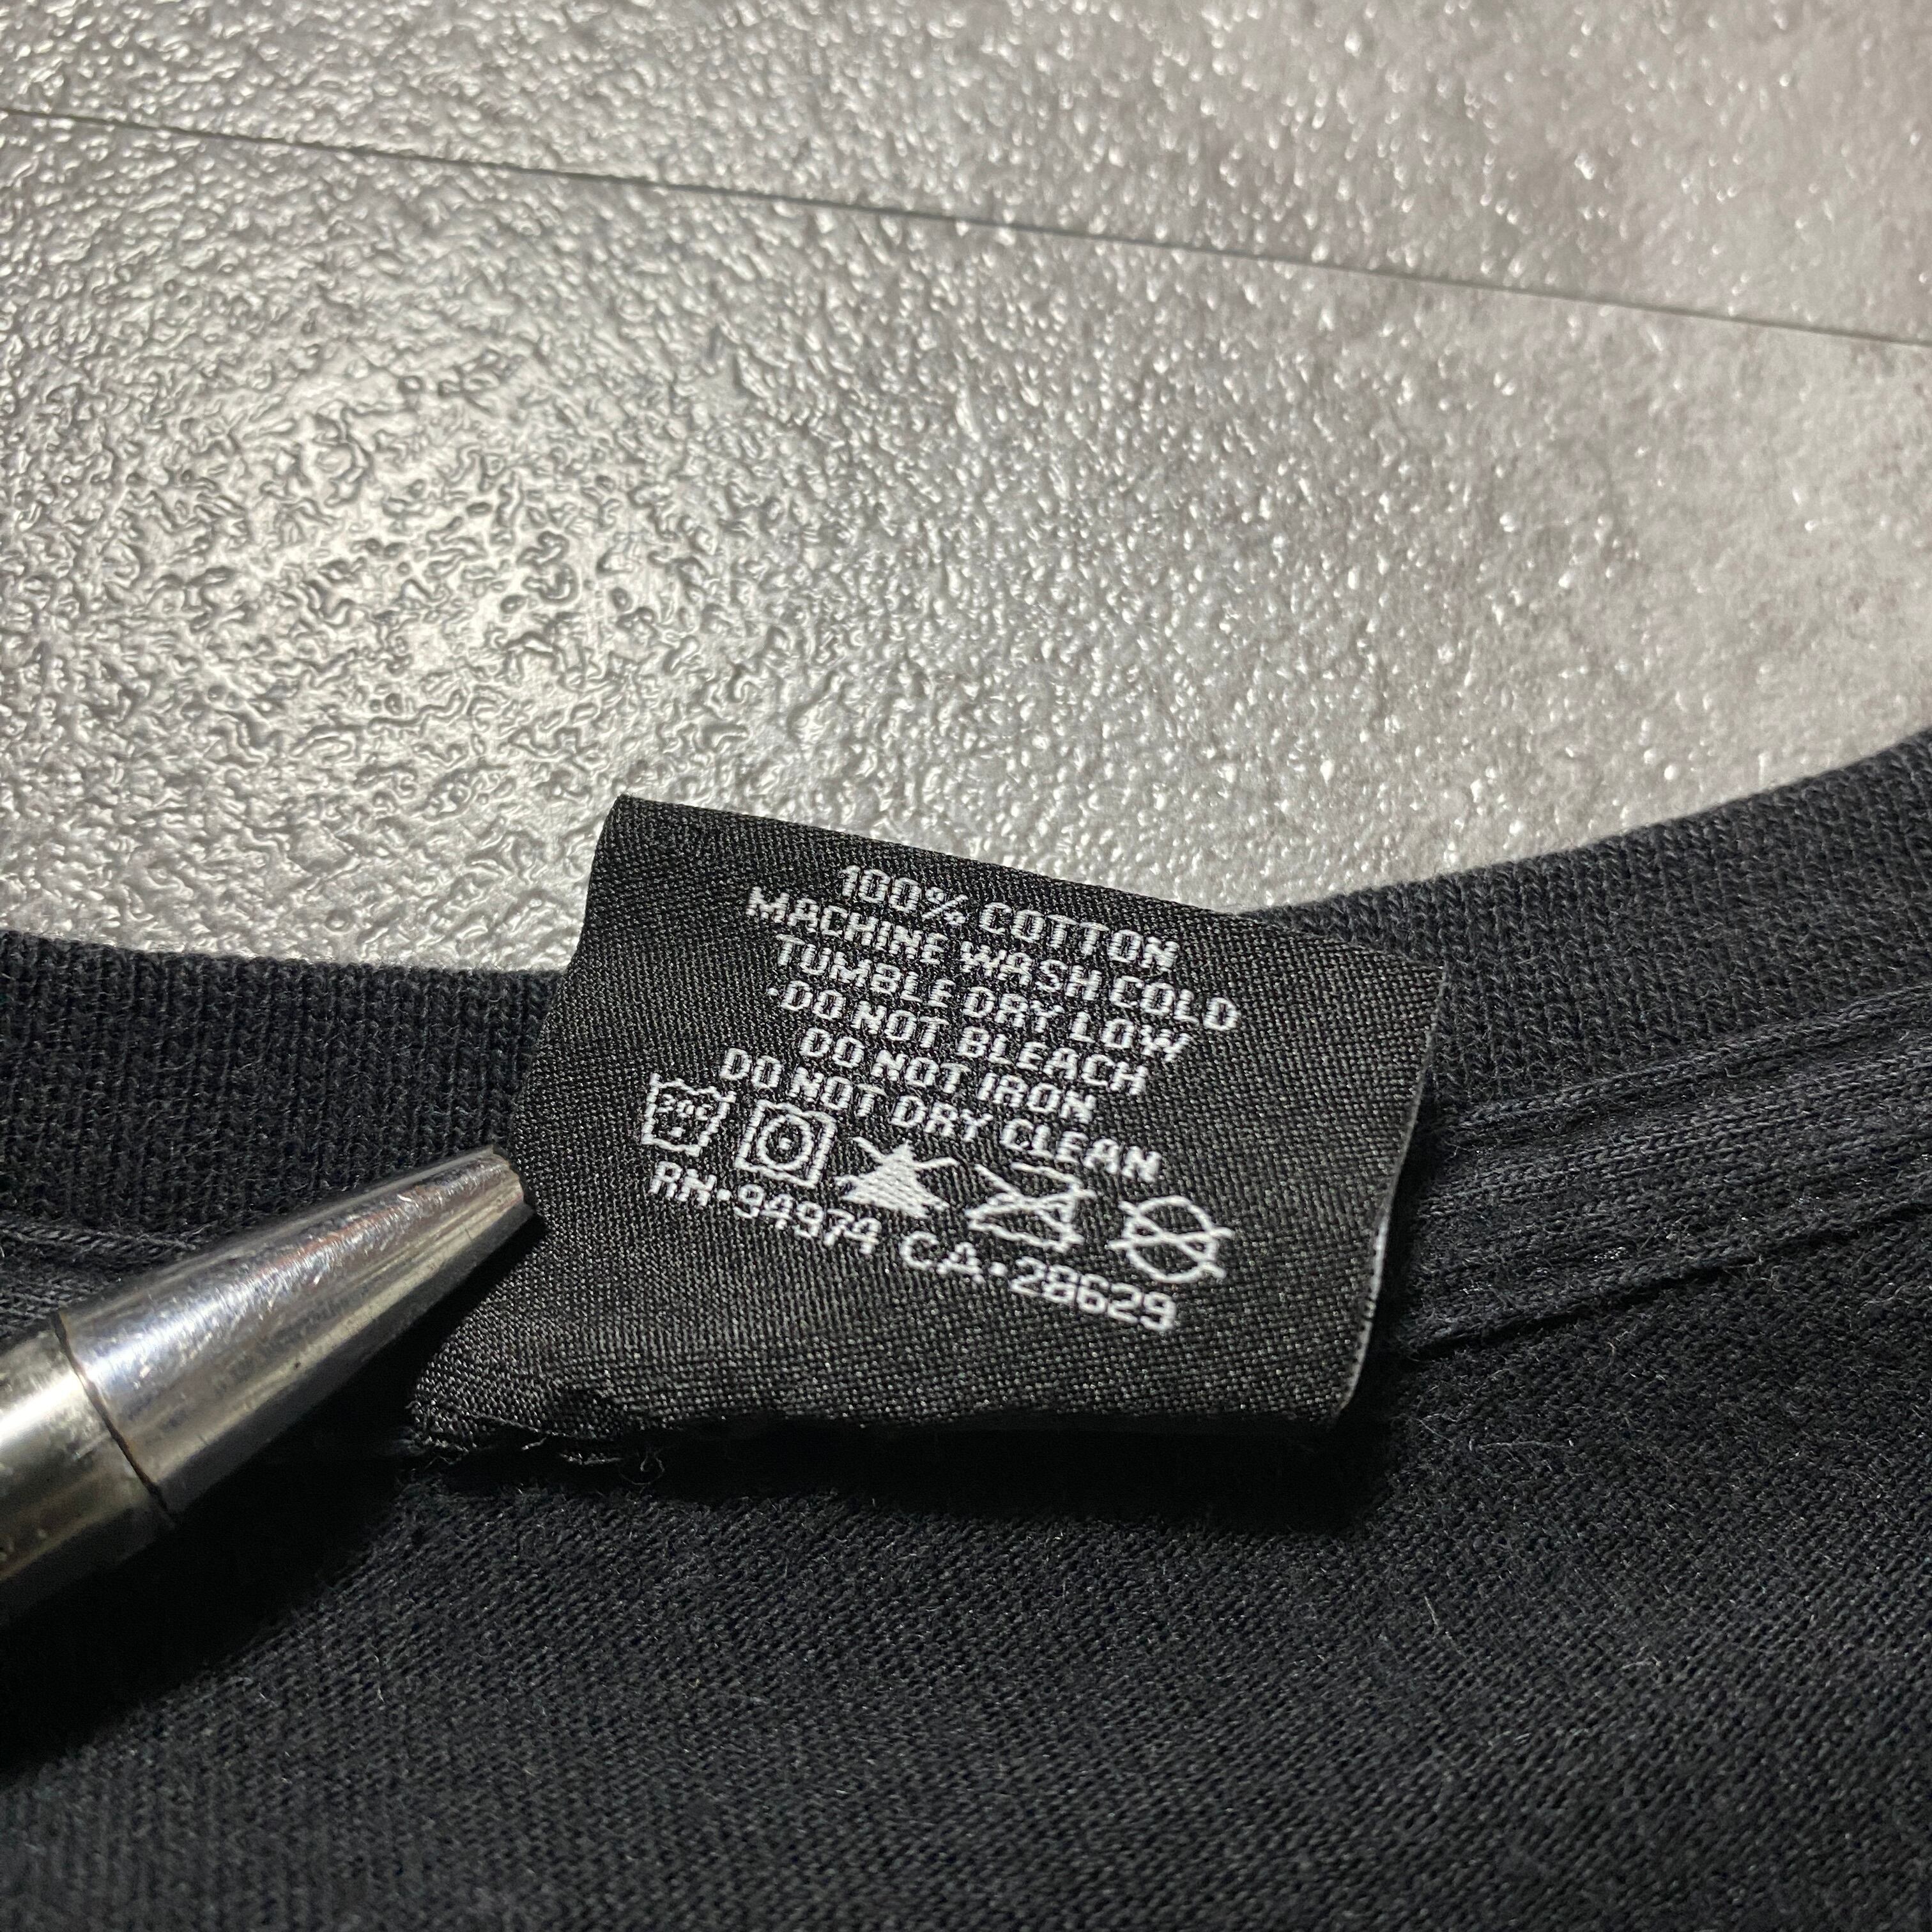 100% COTTON
MACHINE WASH COLD
TUMBLE DRY LOW
DO NOT BLEACH
DO NOT IRON
DO NOT DRY CLEAN
RN•94974 CA•28629